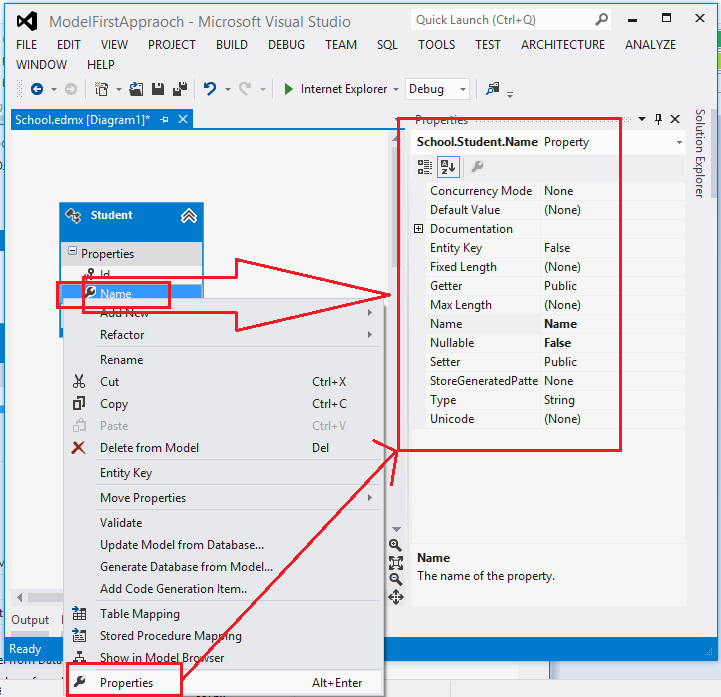 ModelFirstAppraoch - Microsoft Visual Studio
Quick Launch (Ctrl+Q)
FILE EDIT VIEW PROJECT BUILD DEBUG TEAM SQL TOOLS TEST ARCHITECTURE ANALYZE
WINDOW HELP
Internet Explorer Debug
School.edmx [Diagram1]*
Properties
School.Student.Name Property
Concurrency Mode None
Default Value (None)
Documentation
Entity Key False
Fixed Length (None)
Getter Public
Max Length (None)
Name Name
Nullable False
Setter Public
StoreGeneratedPatte None
Type String
Unicode (None)
Name
The name of the property.
Solution Explorer
Student
Properties
Id
Name
Add New
Refactor
Rename
Cut Ctrl+X
Copy Ctrl+C
Paste Ctrl+V
Delete from Model Del
Entity Key
Move Properties
Validate
Update Model from Database...
Generate Database from Model...
Add Code Generation Item..
Table Mapping
Stored Procedure Mapping
Show in Model Browser
Properties Alt+Enter
Output
Ready